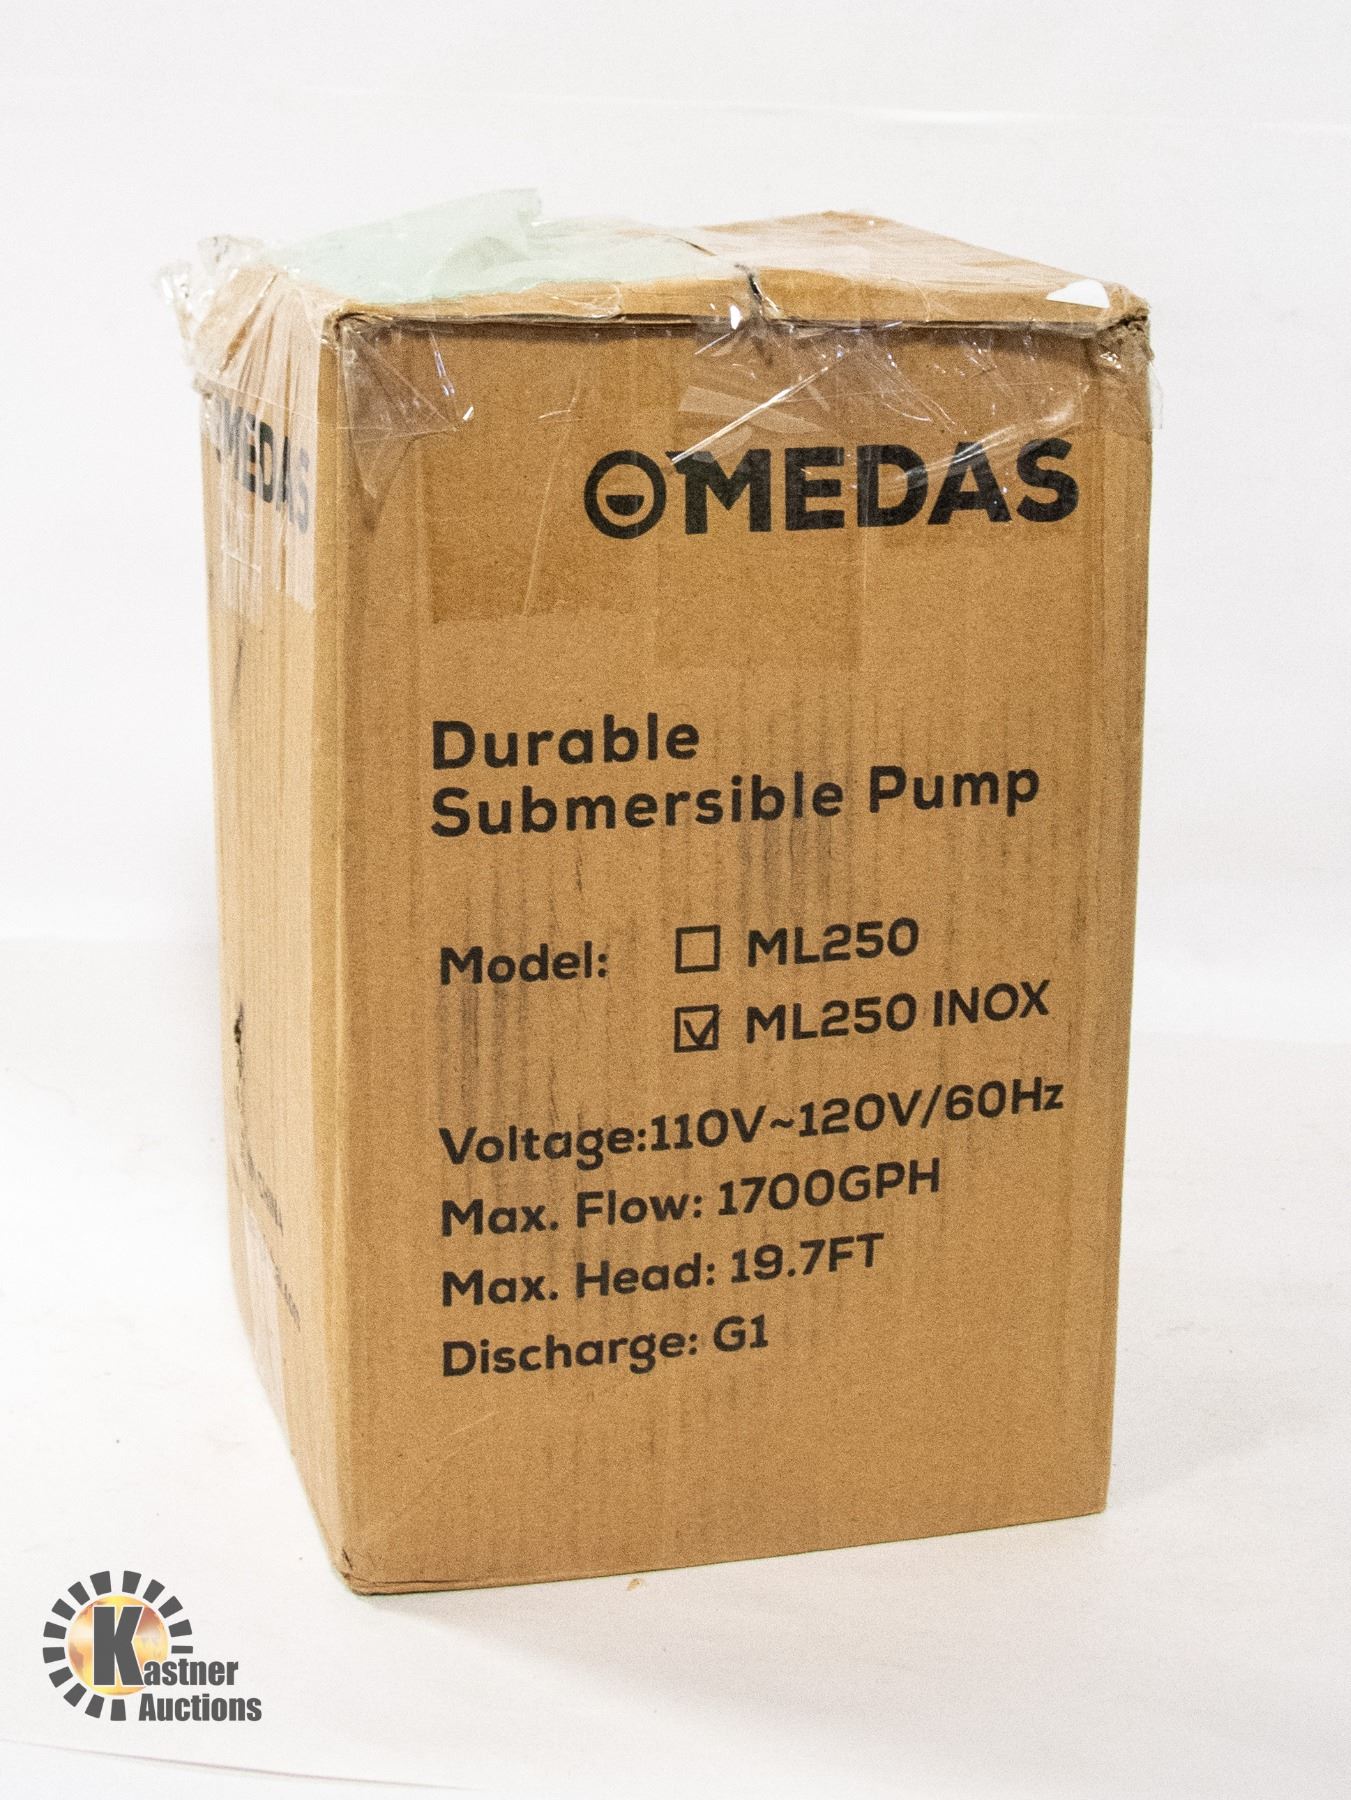 OMEDAS
OMEDAS
Durable
Submersible Pump
Model: ☐ ML250
☑ ML250 INOX
Voltage:110V~120V/60Hz
Max. Flow: 1700GPH
Max. Head: 19.7FT
Discharge: G1
Kastner
Auctions